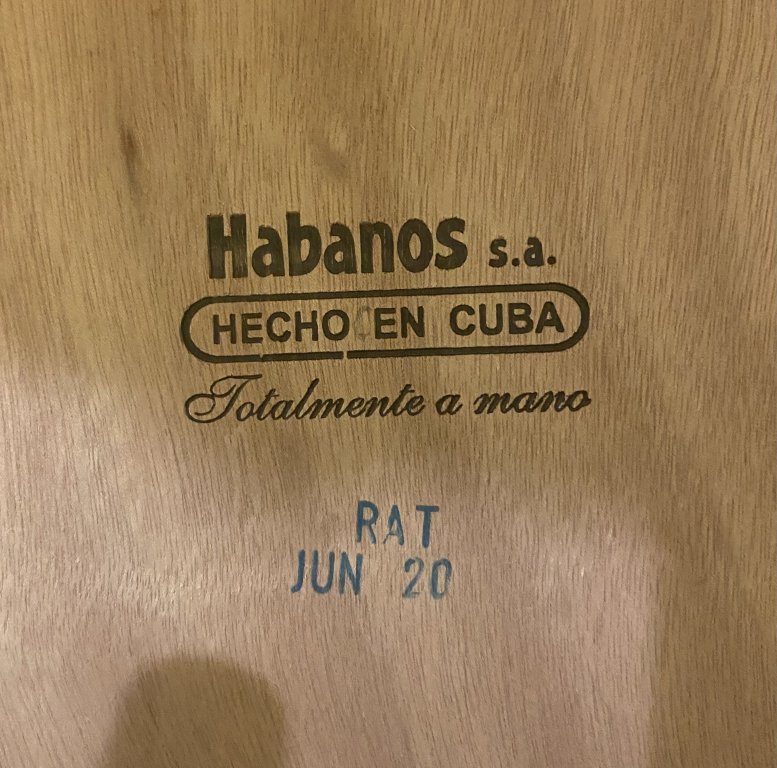 Habanos s.a.
HECHO EN CUBA
Totalmente a mano
RAT
JUN 20